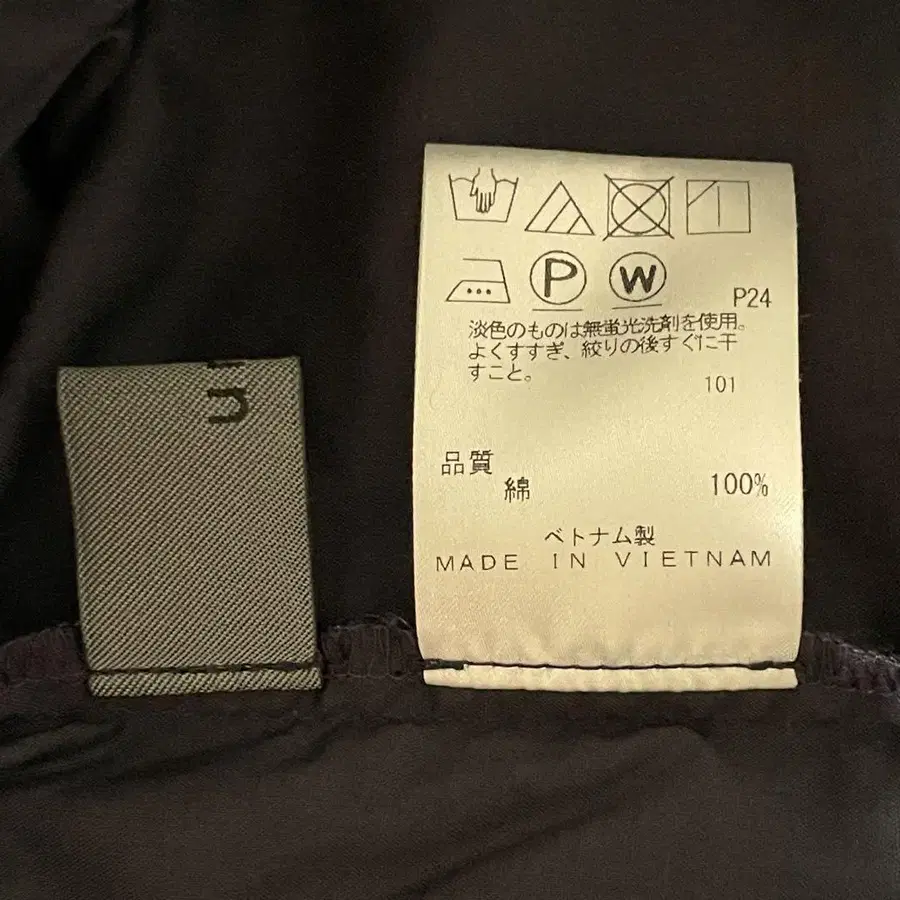 P W
P24
淡色のものは無蛍光洗剤を使用。
よくすすぎ、絞りの後すぐに干
すこと。
101
品質
綿 100%
ベトナム製
MADE IN VIETNAM